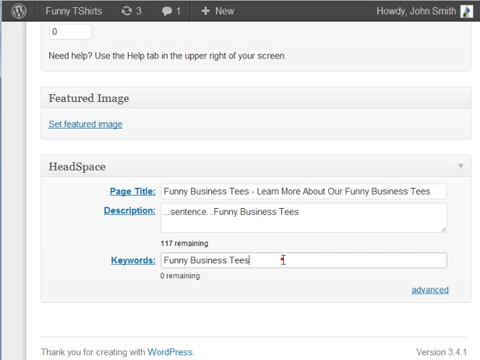 Funny TShirts 3 1 + New Howdy, John Smith
0
Need help? Use the Help tab in the upper right of your screen.
Featured Image
Set featured image
HeadSpace
Page Title: Funny Business Tees - Learn More About Our Funny Business Tees
Description: ...sentence...Funny Business Tees
117 remaining
Keywords: Funny Business Tees
0 remaining
advanced
Thank you for creating with WordPress. Version 3.4.1